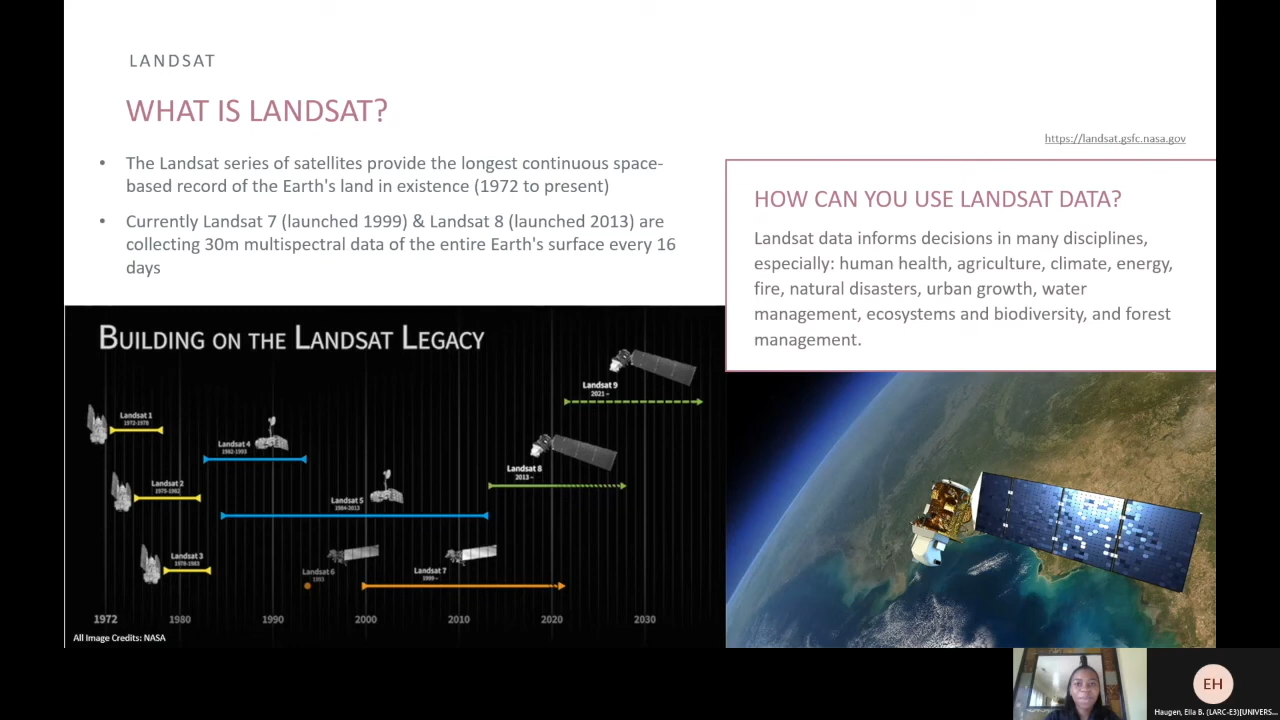 LANDSAT
WHAT IS LANDSAT?
• The Landsat series of satellites provide the longest continuous space-
based record of the Earth's land in existence (1972 to present)
• Currently Landsat 7 (launched 1999) & Landsat 8 (launched 2013) are
collecting 30m multispectral data of the entire Earth's surface every 16
days
https://landsat.gsfc.nasa.gov
HOW CAN YOU USE LANDSAT DATA?
Landsat data informs decisions in many disciplines,
especially: human health, agriculture, climate, energy,
fire, natural disasters, urban growth, water
management, ecosystems and biodiversity, and forest
management.
BUILDING ON THE LANDSAT LEGACY
Landsat 9
2021 –
Landsat 1
1972-1978
Landsat 4
1982-1993
Landsat 8
2013 –
Landsat 2
1975-1982
Landsat 5
1984-2013
Landsat 3
1978-1983
Landsat 6
1993
Landsat 7
1999 –
1972 1980 1990 2000 2010 2020 2030
All Image Credits: NASA
EH
Haugen, Ella B. (LARC-E3)[UNIVERS...